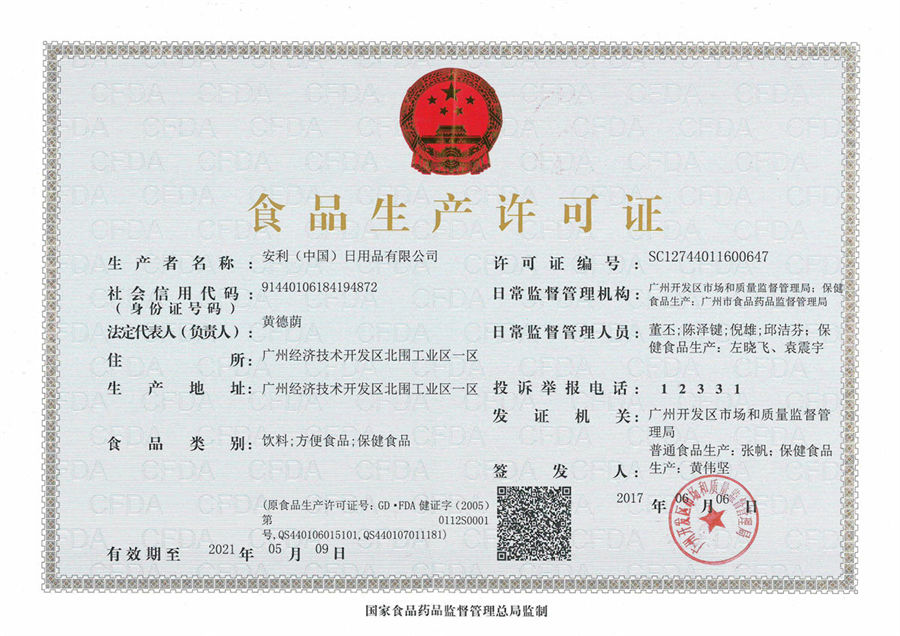 食品生产许可证
生产者名称：安利（中国）日用品有限公司
社会信用代码：91440106184194872
（身份证号码）
法定代表人（负责人）：黄德荫
住所：广州经济技术开发区北围工业区一区
生产地址：广州经济技术开发区北围工业区一区
食品类别：饮料;方便食品;保健食品
（原食品生产许可证号：GD·FDA 健证字（2005）
第 0112S0001
号,QS440106015101,QS440107011181）
有效期至 2021 年 05 月 09 日
许可证编号：SC12744011600647
日常监督管理机构：广州开发区市场和质量监督管理局；保健
食品生产：广州市食品药品监督管理局
日常监督管理人员：董丕;陈泽键;倪雄;邱洁芬；保
健食品生产：左晓飞、袁震宇
投诉举报电话：12331
发证机关：广州开发区市场和质量监督管
理局
普通食品生产：张帆；保健食品
签发人：生产：黄伟坚
2017 年 06 月 06 日
广州开发区市场和质量监督管理局
国家食品药品监督管理总局监制
CFDA